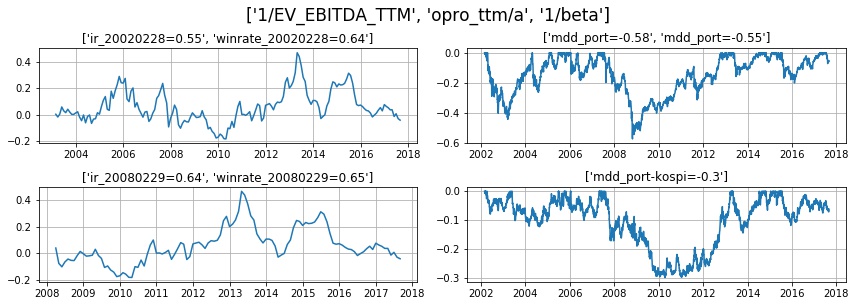 ['1/EV_EBITDA_TTM', 'opro_ttm/a', '1/beta']
['ir_20020228=0.55', 'winrate_20020228=0.64']
0.4
0.2
0.0
−0.2
2004 2006 2008 2010 2012 2014 2016 2018
['mdd_port=-0.58', 'mdd_port=-0.55']
0.0
−0.2
−0.4
−0.6
2002 2004 2006 2008 2010 2012 2014 2016 2018
['ir_20080229=0.64', 'winrate_20080229=0.65']
0.4
0.2
0.0
−0.2
2008 2009 2010 2011 2012 2013 2014 2015 2016 2017 2018
['mdd_port-kospi=-0.3']
0.0
−0.1
−0.2
−0.3
2002 2004 2006 2008 2010 2012 2014 2016 2018